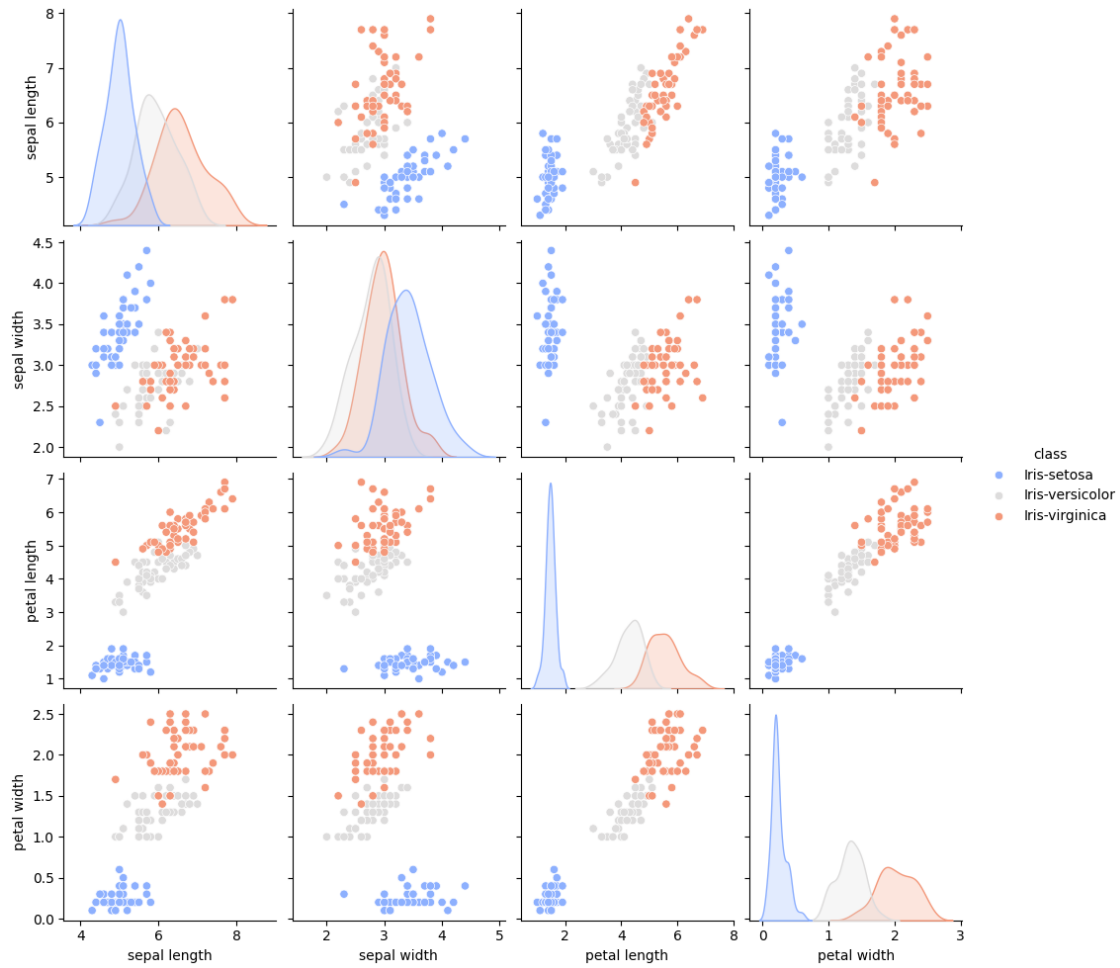 8
7
6
5
sepal length
4.5
4.0
3.5
3.0
2.5
2.0
sepal width
class
Iris-setosa
Iris-versicolor
Iris-virginica
7
6
5
4
3
2
1
petal length
2.5
2.0
1.5
1.0
0.5
0.0
petal width
4 6 8
2 3 4 5
2 4 6 8
0 1 2 3
sepal length sepal width petal length petal width